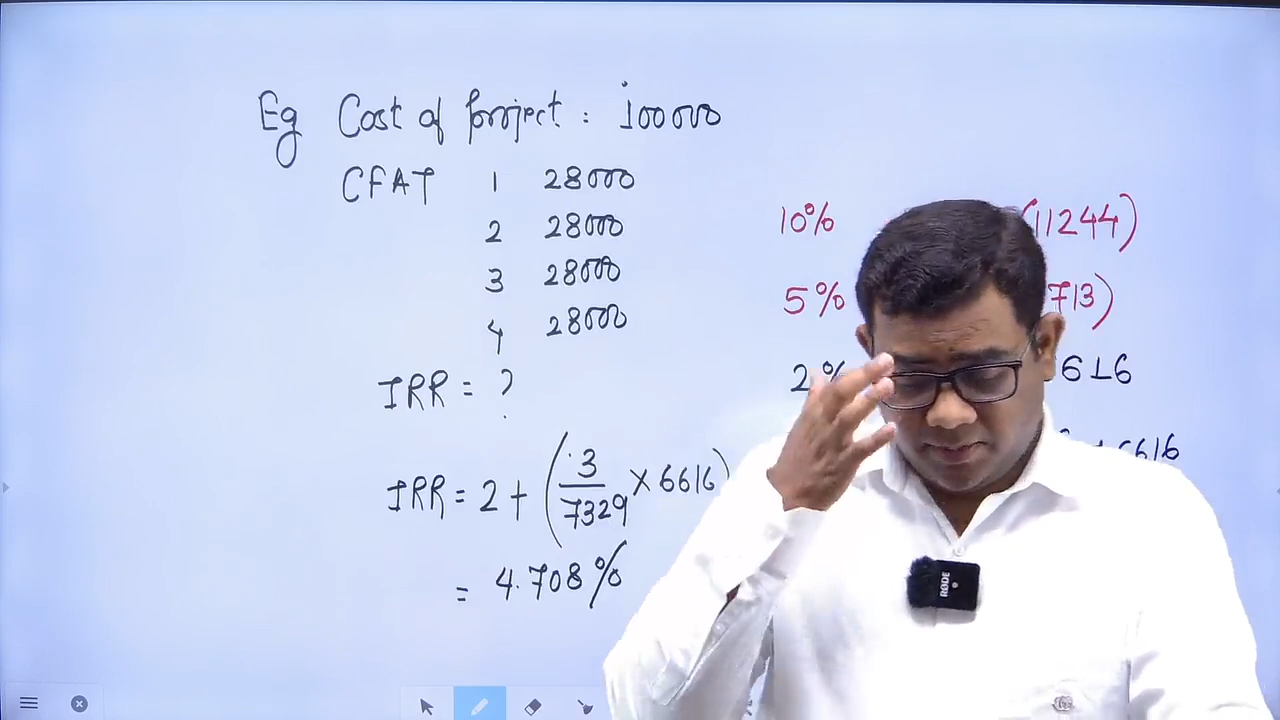 Eg Cost of project : 100000
CFAT 1 28000
2 28000
3 28000
4 28000
IRR = ?
IRR = 2 + ( 3 / 7329 × 6616 )
= 4.708%
10% (11244)
5% 713)
2% 616
6616
RØDE